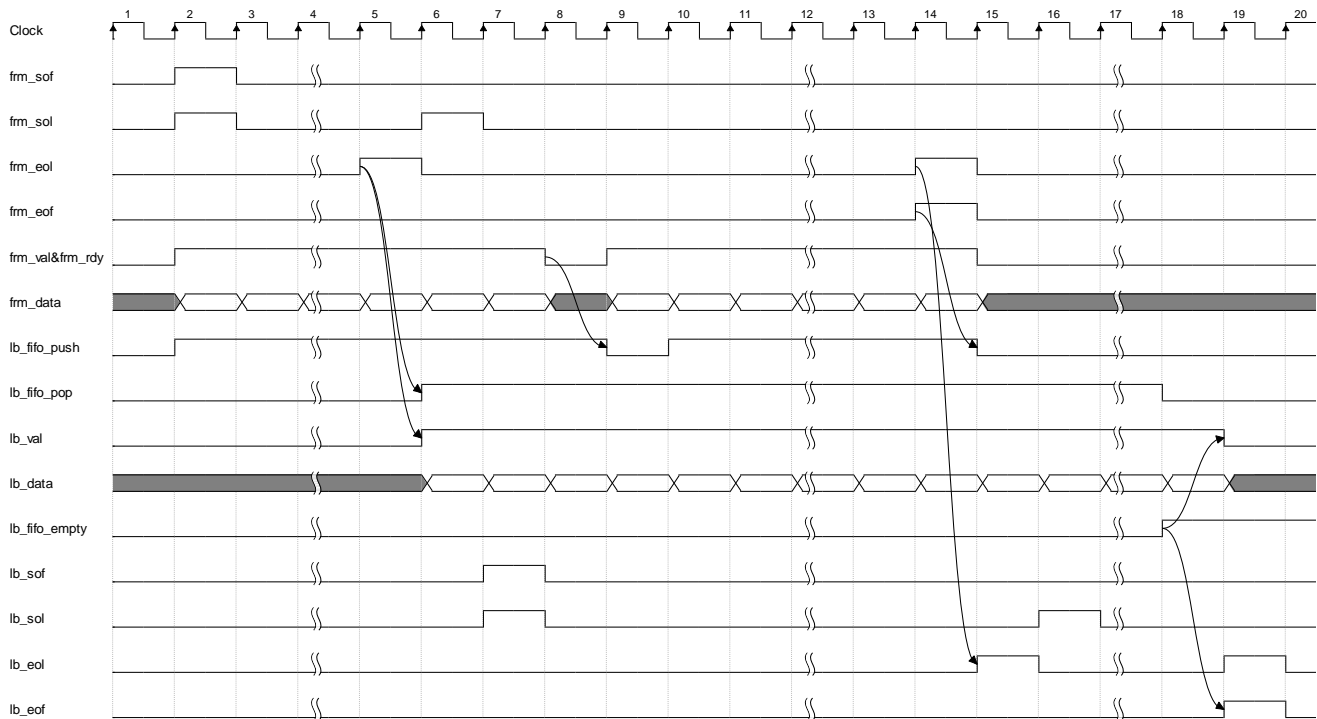 1 2 3 4 5 6 7 8 9 10 11 12 13 14 15 16 17 18 19 20
Clock
frm_sof
frm_sol
frm_eol
frm_eof
frm_val&frm_rdy
frm_data
lb_fifo_push
lb_fifo_pop
lb_val
lb_data
lb_fifo_empty
lb_sof
lb_sol
lb_eol
lb_eof